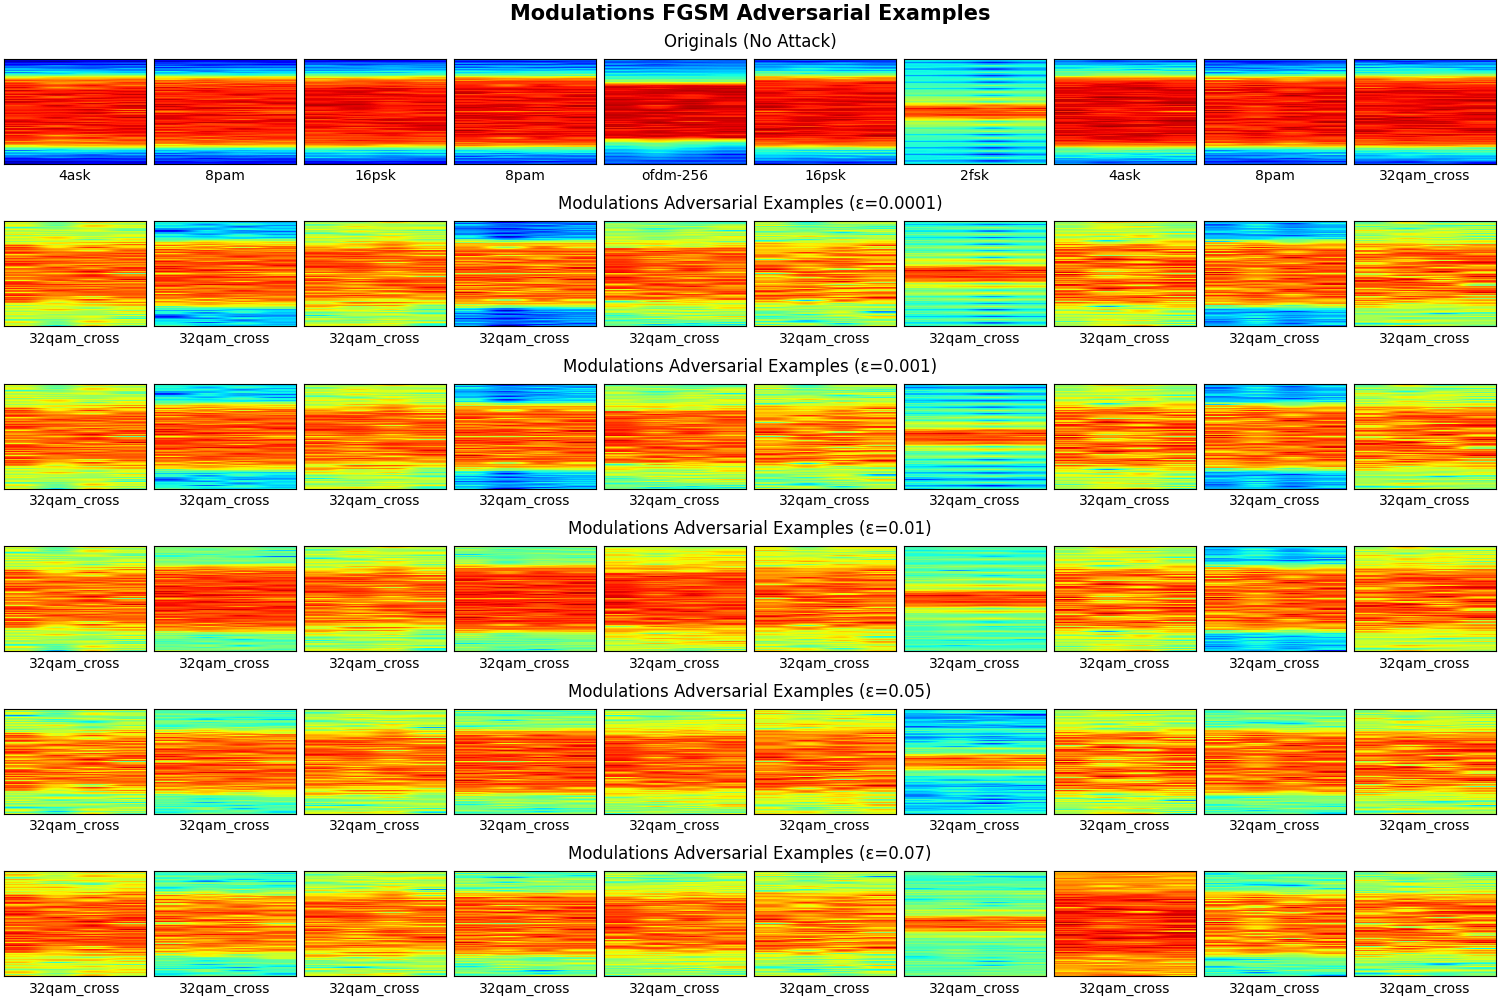 Modulations FGSM Adversarial Examples
Originals (No Attack)
4ask 8pam 16psk 8pam ofdm-256 16psk 2fsk 4ask 8pam 32qam_cross
Modulations Adversarial Examples (ε=0.0001)
32qam_cross 32qam_cross 32qam_cross 32qam_cross 32qam_cross 32qam_cross 32qam_cross 32qam_cross 32qam_cross 32qam_cross
Modulations Adversarial Examples (ε=0.001)
32qam_cross 32qam_cross 32qam_cross 32qam_cross 32qam_cross 32qam_cross 32qam_cross 32qam_cross 32qam_cross 32qam_cross
Modulations Adversarial Examples (ε=0.01)
32qam_cross 32qam_cross 32qam_cross 32qam_cross 32qam_cross 32qam_cross 32qam_cross 32qam_cross 32qam_cross 32qam_cross
Modulations Adversarial Examples (ε=0.05)
32qam_cross 32qam_cross 32qam_cross 32qam_cross 32qam_cross 32qam_cross 32qam_cross 32qam_cross 32qam_cross 32qam_cross
Modulations Adversarial Examples (ε=0.07)
32qam_cross 32qam_cross 32qam_cross 32qam_cross 32qam_cross 32qam_cross 32qam_cross 32qam_cross 32qam_cross 32qam_cross